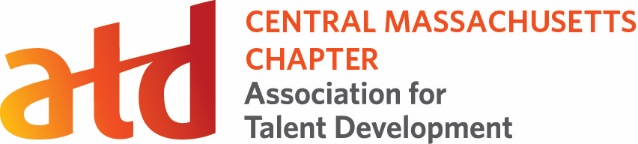 atd
CENTRAL MASSACHUSETTS
CHAPTER
Association for
Talent Development